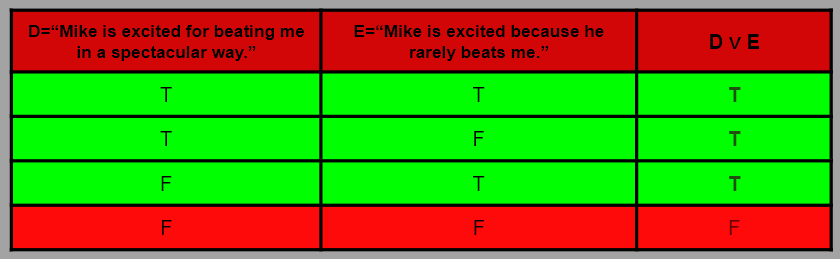 D=“Mike is excited for beating me
in a spectacular way.”
E=“Mike is excited because he
rarely beats me.”
D ∨ E
T T T
T F T
F T T
F F F